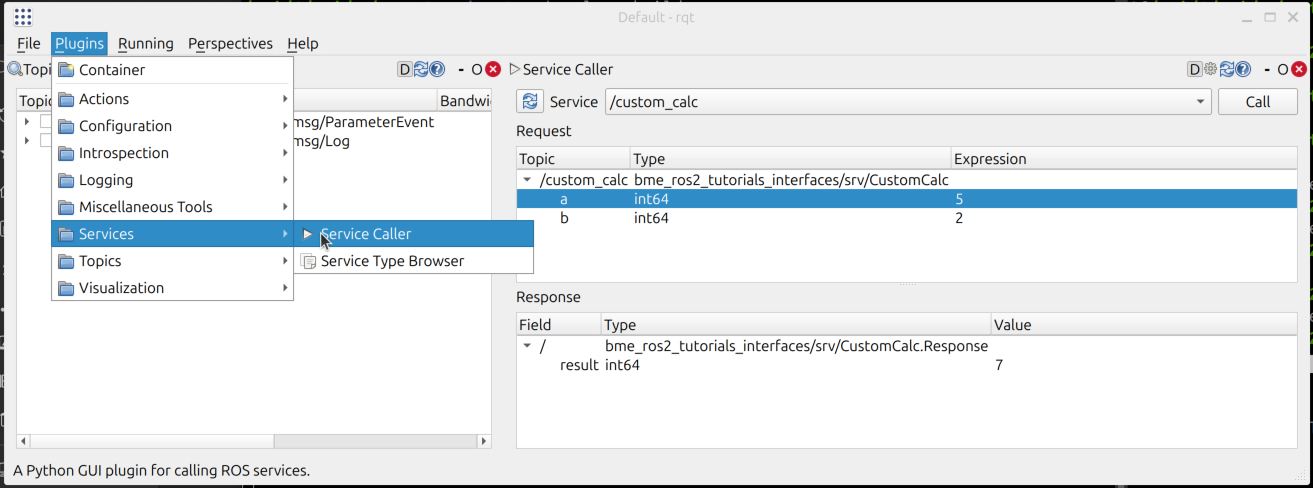 Default - rqt
File Plugins Running Perspectives Help
Topi D - O Service Caller D - O
Container
Actions
Configuration
Introspection
Logging
Miscellaneous Tools
Services
Topics
Visualization
Service Caller
Service Type Browser
Topic Bandwi
msg/ParameterEvent
msg/Log
Service /custom_calc Call
Request
Topic Type Expression
/custom_calc bme_ros2_tutorials_interfaces/srv/CustomCalc
a int64 5
b int64 2
Response
Field Type Value
/ bme_ros2_tutorials_interfaces/srv/CustomCalc.Response
result int64 7
A Python GUI plugin for calling ROS services.